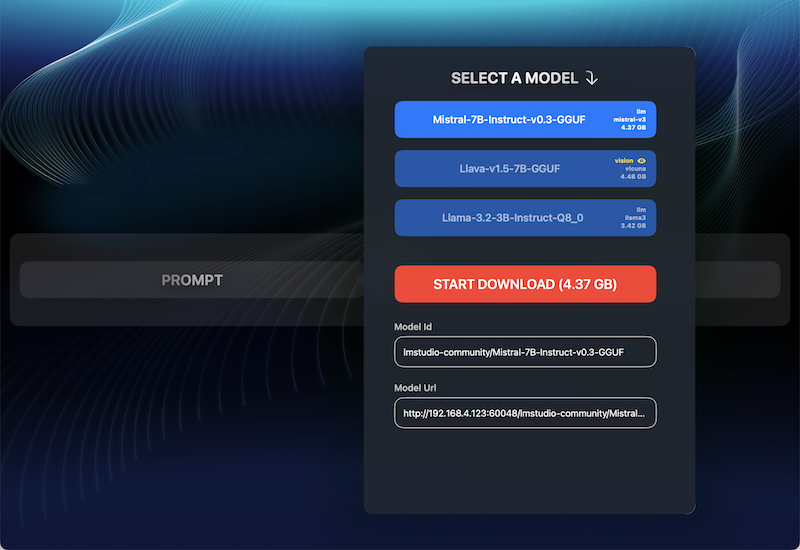 SELECT A MODEL
Mistral-7B-Instruct-v0.3-GGUF
llm
mistral-v3
4.37 GB
Llava-v1.5-7B-GGUF
vision
vicuna
4.48 GB
Llama-3.2-3B-Instruct-Q8_0
llm
llama3
3.42 GB
PROMPT
START DOWNLOAD (4.37 GB)
Model Id
lmstudio-community/Mistral-7B-Instruct-v0.3-GGUF
Model Url
http://192.168.4.123:60048/lmstudio-community/Mistral...